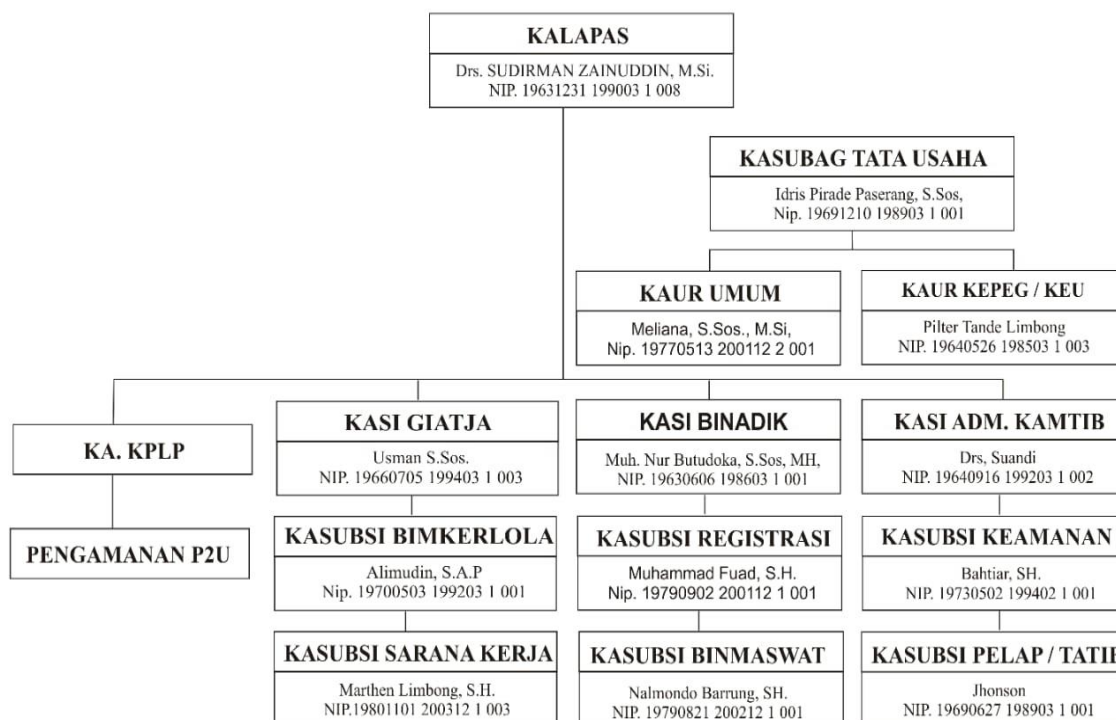 KALAPAS
Drs. SUDIRMAN ZAINUDDIN, M.Si.
NIP. 19631231 199003 1 008
KASUBAG TATA USAHA
Idris Pirade Paserang, S.Sos,
Nip. 19691210 198903 1 001
KAUR UMUM
Meliana, S.Sos., M.Si,
Nip. 19770513 200112 2 001
KAUR KEPEG / KEU
Pilter Tande Limbong
NIP. 19640526 198503 1 003
KA. KPLP
PENGAMANAN P2U
KASI GIATJA
Usman S.Sos.
NIP. 19660705 199403 1 003
KASUBSI BIMKERLOLA
Alimudin, S.A.P
Nip. 19700503 199203 1 001
KASUBSI SARANA KERJA
Marthen Limbong, S.H.
NIP.19801101 200312 1 003
KASI BINADIK
Muh. Nur Butudoka, S.Sos, MH,
NIP. 19630606 198603 1 001
KASUBSI REGISTRASI
Muhammad Fuad, S.H.
Nip. 19790902 200112 1 001
KASUBSI BINMASWAT
Nalmondo Barrung, SH.
NIP. 19790821 200212 1 001
KASI ADM. KAMTIB
Drs, Suandi
NIP. 19640916 199203 1 002
KASUBSI KEAMANAN
Bahtiar, SH.
NIP. 19730502 199402 1 001
KASUBSI PELAP / TATIB
Jhonson
NIP. 19690627 198903 1 001